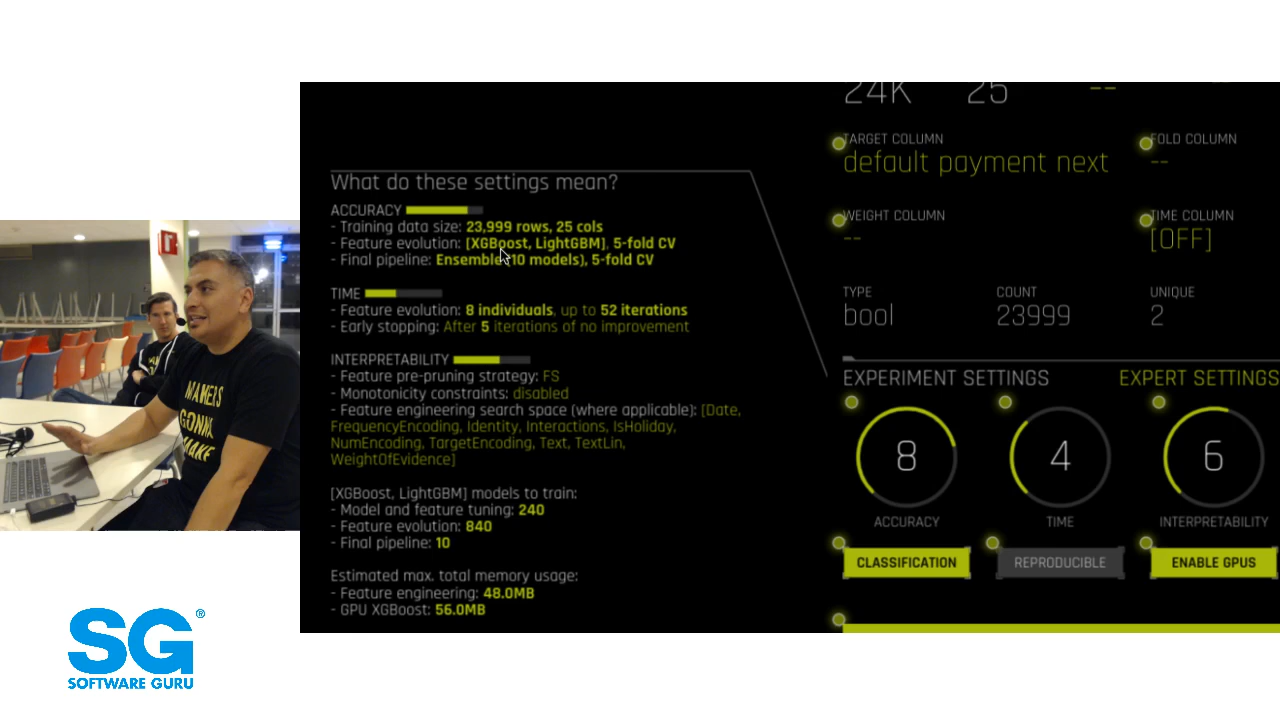 What do these settings mean?
ACCURACY
- Training data size: 23,999 rows, 25 cols
- Feature evolution: [XGBoost, LightGBM], 5-fold CV
- Final pipeline: Ensemble 10 models), 5-fold CV
TIME
- Feature evolution: 8 individuals, up to 52 iterations
- Early stopping: After 5 iterations of no improvement
INTERPRETABILITY
- Feature pre-pruning strategy: FS
- Monotonicity constraints: disabled
- Feature engineering search space (where applicable): [Date,
FrequencyEncoding, Identity, Interactions, IsHoliday,
NumEncoding, TargetEncoding, Text, TextLin,
WeightOfEvidence]
[XGBoost, LightGBM] models to train:
- Model and feature tuning: 240
- Feature evolution: 840
- Final pipeline: 10
Estimated max. total memory usage:
- Feature engineering: 48.0MB
- GPU XGBoost: 56.0MB
24K 25 --
TARGET COLUMN FOLD COLUMN
default payment next --
WEIGHT COLUMN TIME COLUMN
-- [OFF]
TYPE COUNT UNIQUE
bool 23999 2
EXPERIMENT SETTINGS EXPERT SETTINGS
8 4 6
ACCURACY TIME INTERPRETABILITY
CLASSIFICATION REPRODUCIBLE ENABLE GPUS
MAKERS
GONNA
MAKE
SG®
SOFTWARE GURU